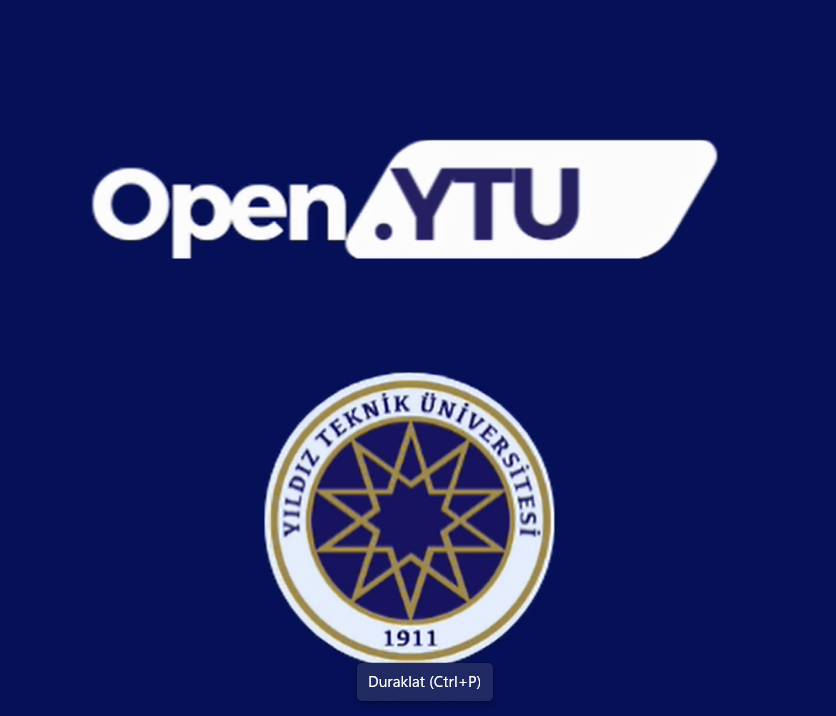 Open.YTU
YILDIZ TEKNİK ÜNİVERSİTESİ
1911
Duraklat (Ctrl+P)